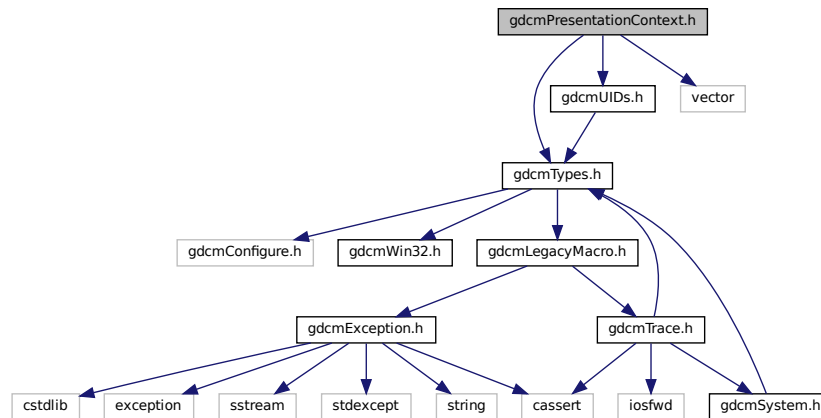 gdcmPresentationContext.h
gdcmUIDs.h
vector
gdcmTypes.h
gdcmConfigure.h
gdcmWin32.h
gdcmLegacyMacro.h
gdcmException.h
gdcmTrace.h
cstdlib
exception
sstream
stdexcept
string
cassert
iosfwd
gdcmSystem.h